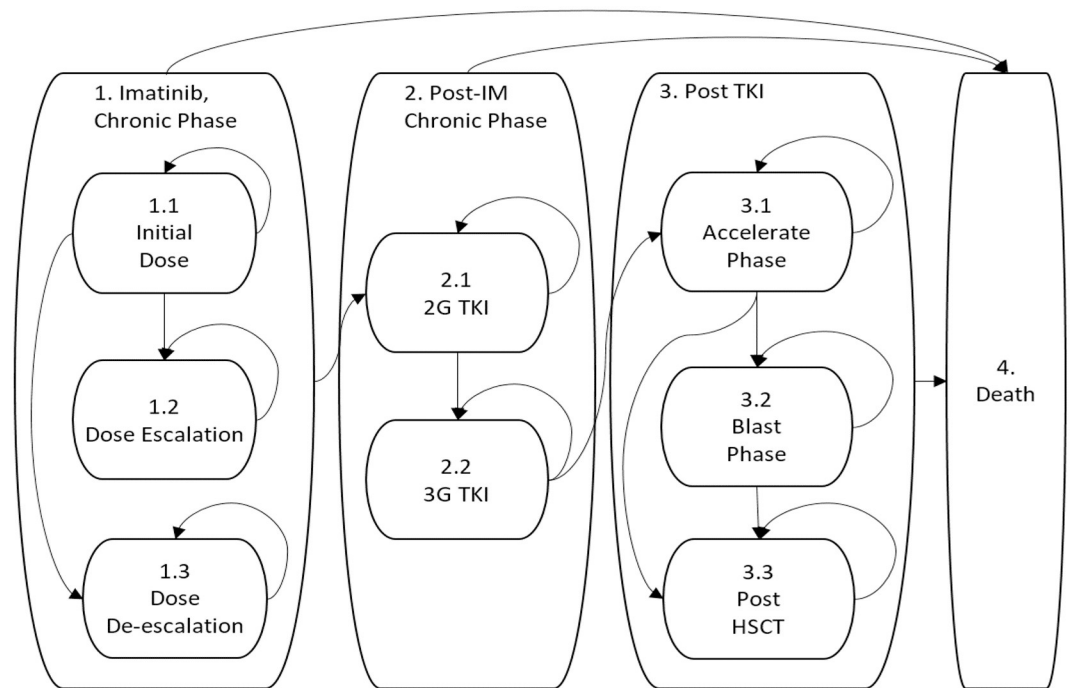 1. Imatinib,
Chronic Phase
1.1
Initial
Dose
1.2
Dose Escalation
1.3
Dose
De-escalation
2. Post-IM
Chronic Phase
2.1
2G TKI
2.2
3G TKI
3. Post TKI
3.1
Accelerate
Phase
3.2
Blast
Phase
3.3
Post
HSCT
4.
Death